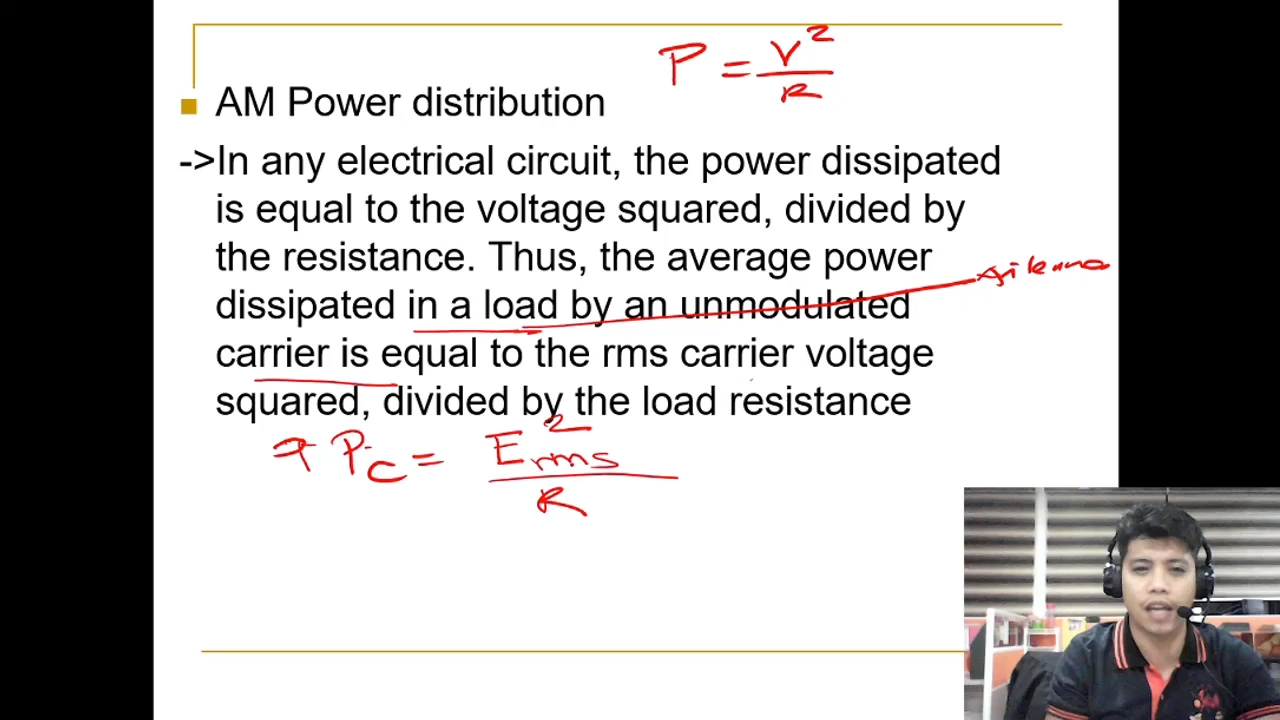 P = V²/R
AM Power distribution
->In any electrical circuit, the power dissipated
is equal to the voltage squared, divided by
the resistance. Thus, the average power
dissipated in a load by an unmodulated
carrier is equal to the rms carrier voltage
squared, divided by the load resistance
→ Pc = E²rms/R